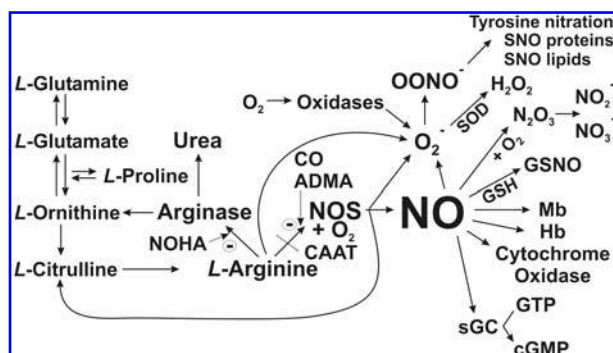 Tyrosine nitration
SNO proteins
SNO lipids
OONO⁻
H₂O₂
L-Glutamine
O₂
Oxidases
SOD
N₂O₃
NO₂⁻
NO₃⁻
L-Glutamate
Urea
O₂⁻
+ O₂
CO
ADMA
GSNO
L-Proline
GSH
L-Ornithine
Arginase
NOS
+ O₂
NO
Mb
Hb
NOHA
-
-
CAAT
Cytochrome
Oxidase
L-Citrulline
L-Arginine
GTP
sGC
cGMP